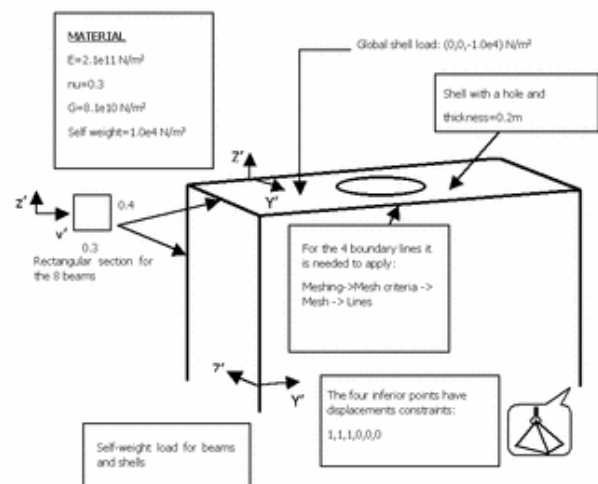 MATERIAL
E=2.1e11 N/m²
nu=0.3
G=8.1e10 N/m²
Self weight=1.0e4 N/m³
Global shell load: (0,0,-1.0e4) N/m²
Shell with a hole and
thickness=0.2m
Z'
Y'
z'
y'
0.4
0.3
Rectangular section for
the 8 beams
For the 4 boundary lines it
is needed to apply:
Meshing->Mesh criteria ->
Mesh -> Lines
Z'
Y'
The four inferior points have
displacements constraints:
1,1,1,0,0,0
Self-weight load for beams
and shells